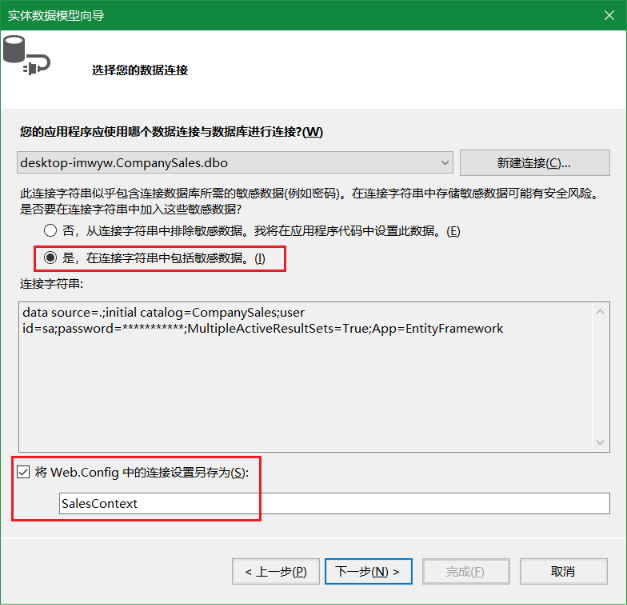 实体数据模型向导
选择您的数据连接
您的应用程序应使用哪个数据连接与数据库进行连接?(W)
desktop-imwyw.CompanySales.dbo
新建连接(C)...
此连接字符串似乎包含连接数据库所需的敏感数据(例如密码)。在连接字符串中存储敏感数据可能有安全风险。
是否要在连接字符串中加入这些敏感数据?
否，从连接字符串中排除敏感数据。我将在应用程序代码中设置此数据。(E)
是，在连接字符串中包括敏感数据。(I)
连接字符串:
data source=.;initial catalog=CompanySales;user
id=sa;password=***********;MultipleActiveResultSets=True;App=EntityFramework
将 Web.Config 中的连接设置另存为(S):
SalesContext
< 上一步(P)
下一步(N) >
完成(F)
取消